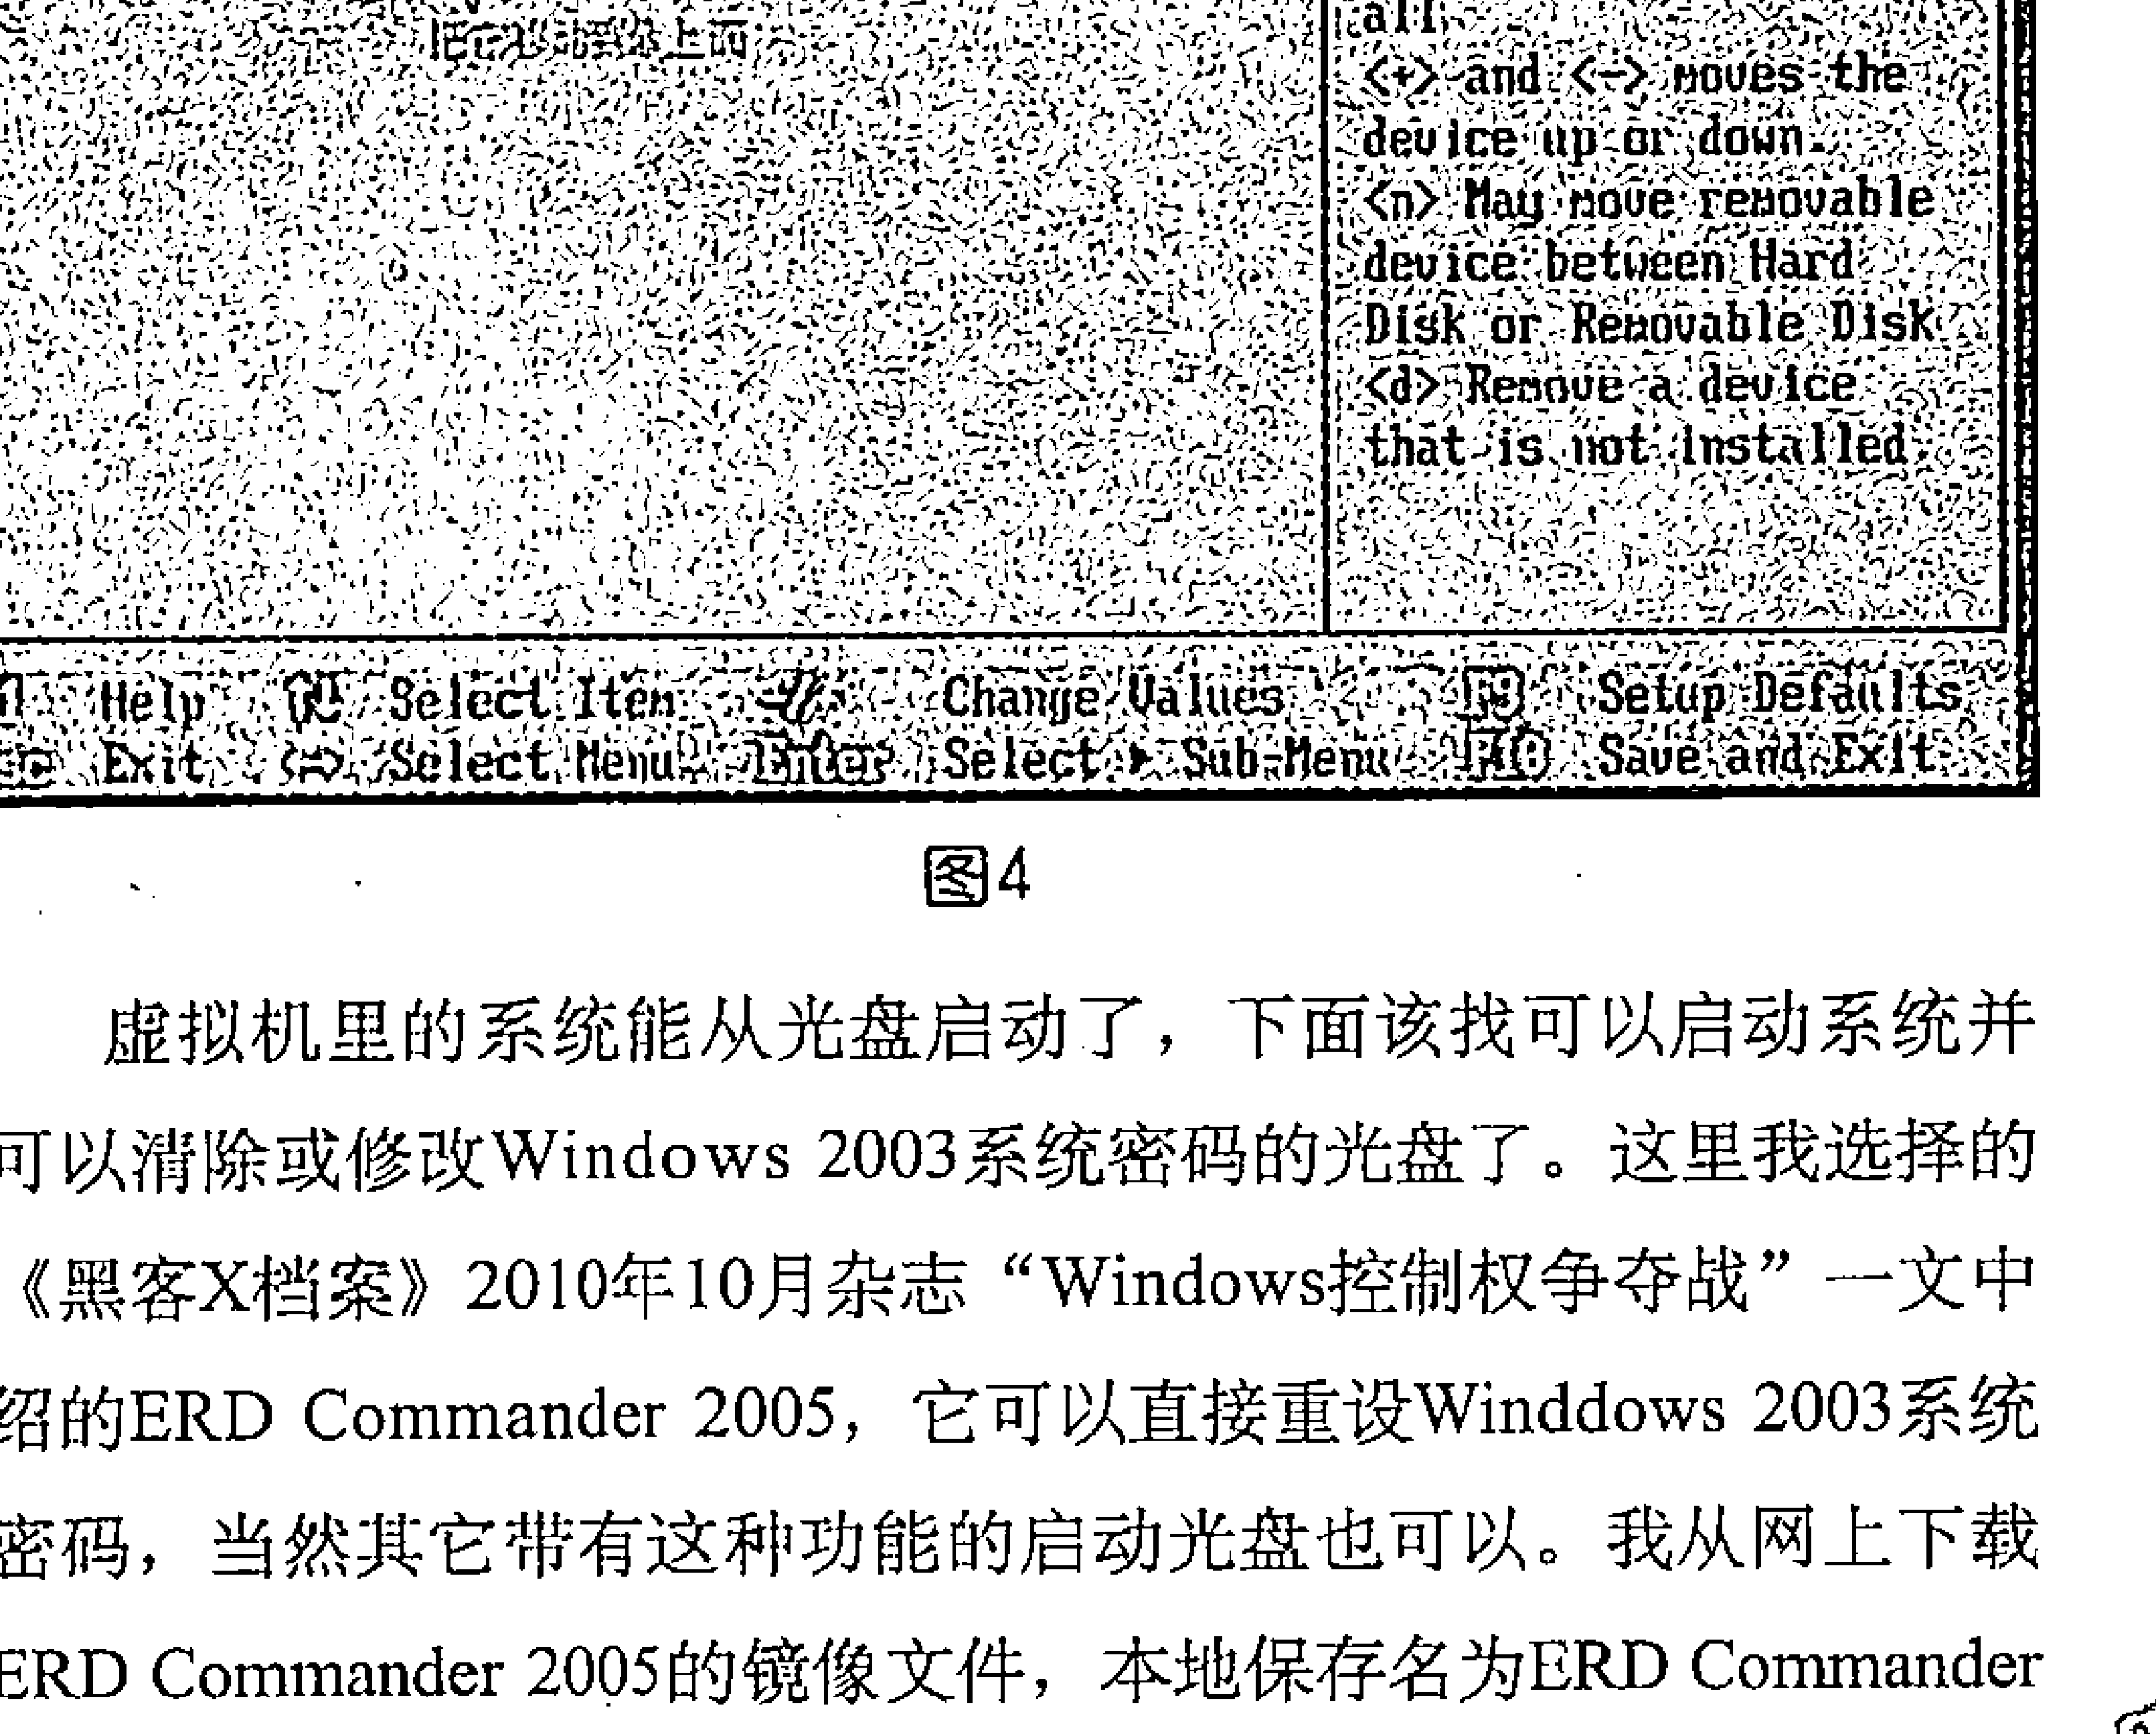 all
<+> and <-> moves the
device up or down.
<n> May move removable
device between Hard
Disk or Removable Disk
<d> Remove a device
that is not installed.
Help Select Item Change Values F9 Setup Defaults
Exit Select Menu Enter Select ▶ Sub-Menu F10 Save and Exit
图4
虚拟机里的系统能从光盘启动了，下面该找可以启动系统并
可以清除或修改Windows 2003系统密码的光盘了。这里我选择的
《黑客X档案》2010年10月杂志“Windows控制权争夺战”一文中
绍的ERD Commander 2005，它可以直接重设Winddows 2003系统
密码，当然其它带有这种功能的启动光盘也可以。我从网上下载
ERD Commander 2005的镜像文件，本地保存名为ERD Commander